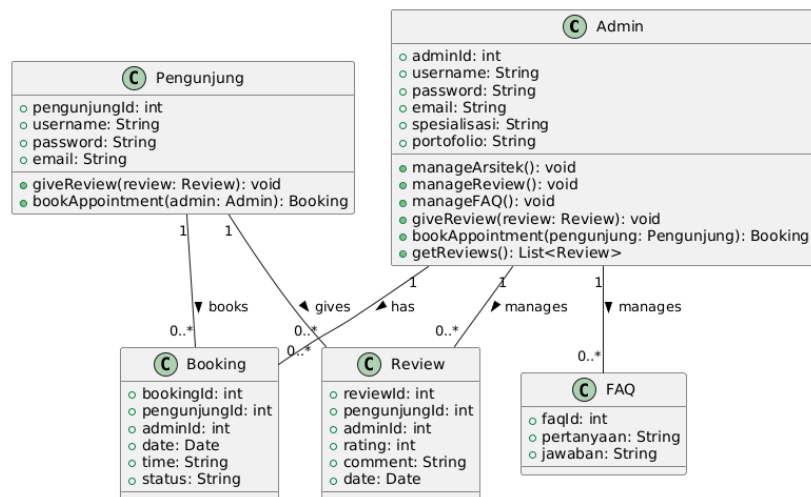 C Pengunjung
pengunjungId: int
username: String
password: String
email: String
giveReview(review: Review): void
bookAppointment(admin: Admin): Booking
C Admin
adminId: int
username: String
password: String
email: String
spesialisasi: String
portofolio: String
manageArsitek(): void
manageReview(): void
manageFAQ(): void
giveReview(review: Review): void
bookAppointment(pengunjung: Pengunjung): Booking
getReviews(): List<Review>
1
1
1
1
1
books
gives
has
manages
manages
0..*
0..*
0..*
0..*
0..*
C Booking
bookingId: int
pengunjungId: int
adminId: int
date: Date
time: String
status: String
C Review
reviewId: int
pengunjungId: int
adminId: int
rating: int
comment: String
date: Date
C FAQ
faqId: int
pertanyaan: String
jawaban: String